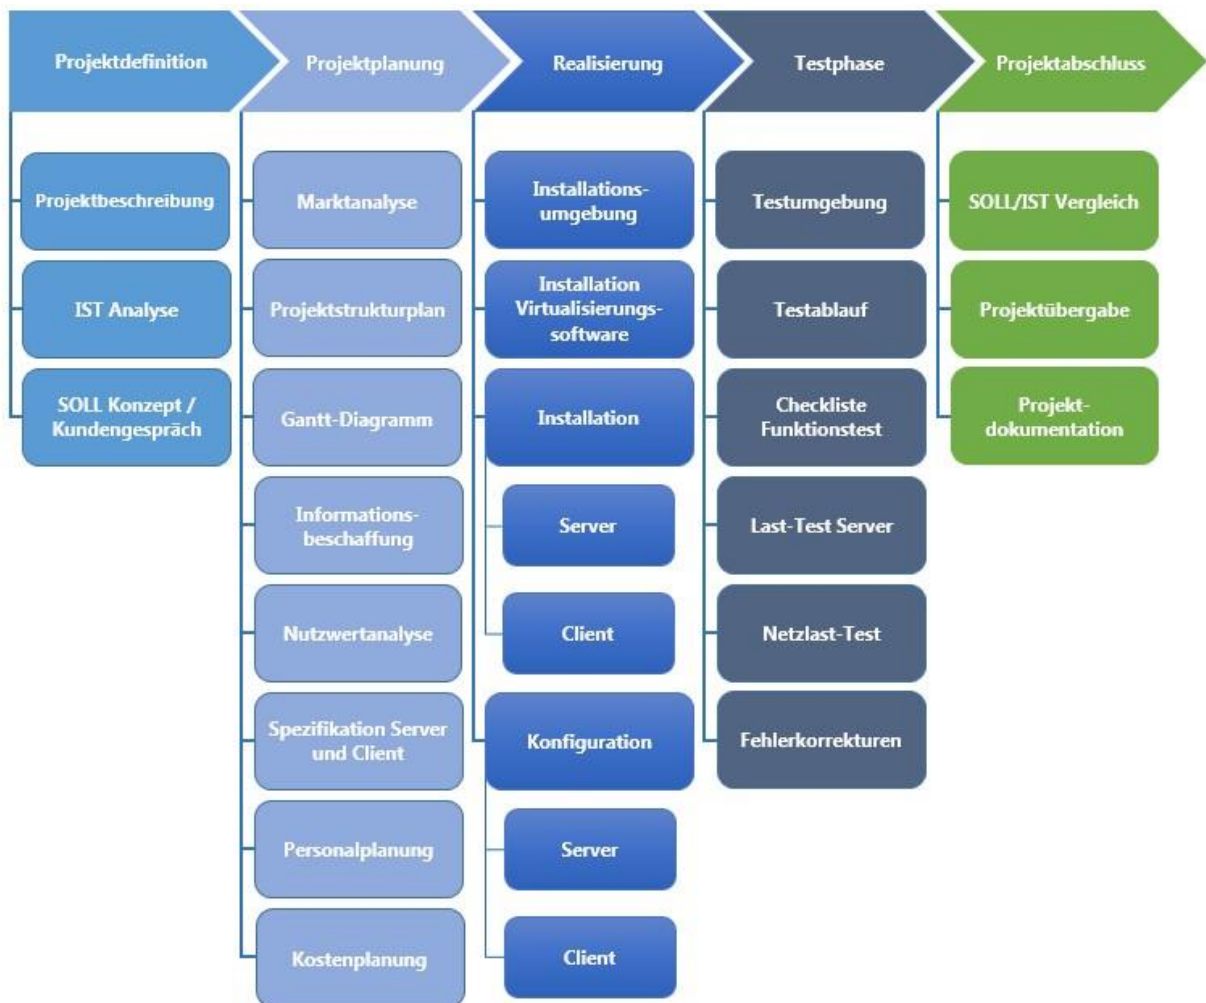 Projektdefinition
Projektplanung
Realisierung
Testphase
Projektabschluss
Projektbeschreibung
IST Analyse
SOLL Konzept /
Kundengespräch
Marktanalyse
Projektstrukturplan
Gantt-Diagramm
Informations-
beschaffung
Nutzwertanalyse
Spezifikation Server
und Client
Personalplanung
Kostenplanung
Installations-
umgebung
Installation
Virtualisierungs-
software
Installation
Server
Client
Konfiguration
Server
Client
Testumgebung
Testablauf
Checkliste
Funktionstest
Last-Test Server
Netzlast-Test
Fehlerkorrekturen
SOLL/IST Vergleich
Projektübergabe
Projekt-
dokumentation